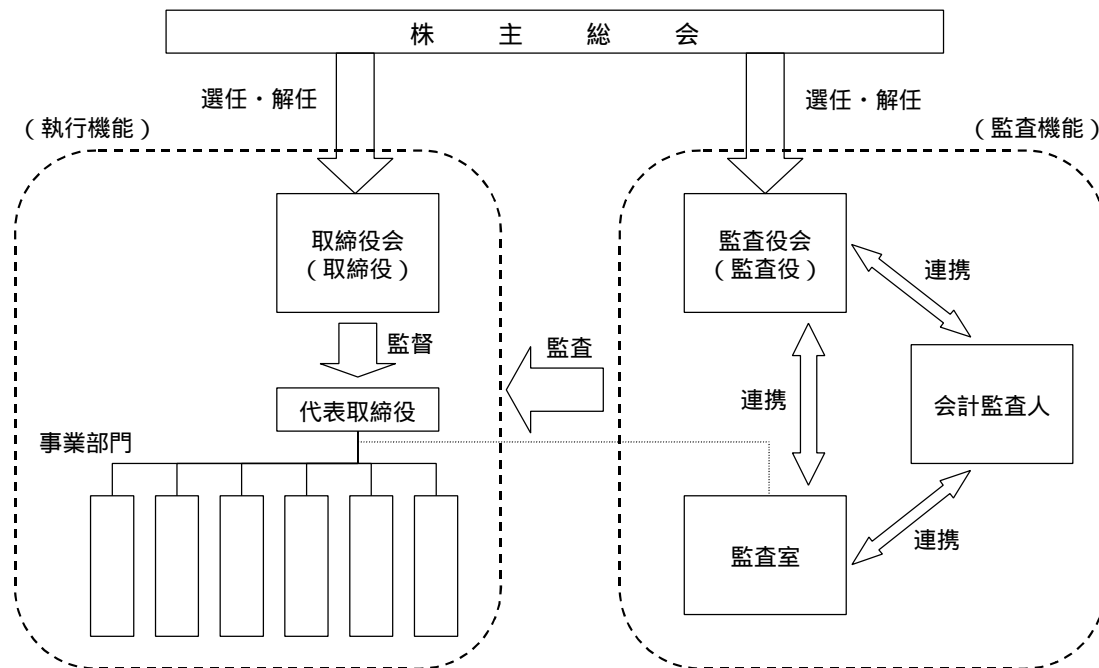 株主総会
選任・解任
選任・解任
(執行機能)
(監査機能)
取締役会
(取締役)
監査役会
(監査役)
連携
監督
監査
代表取締役
連携
会計監査人
事業部門
監査室
連携